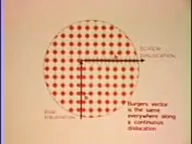 SCREW
DISLOCATION
EDGE
DISLOCATION
Burgers vector
is the same
everywhere along
a continuous
dislocation